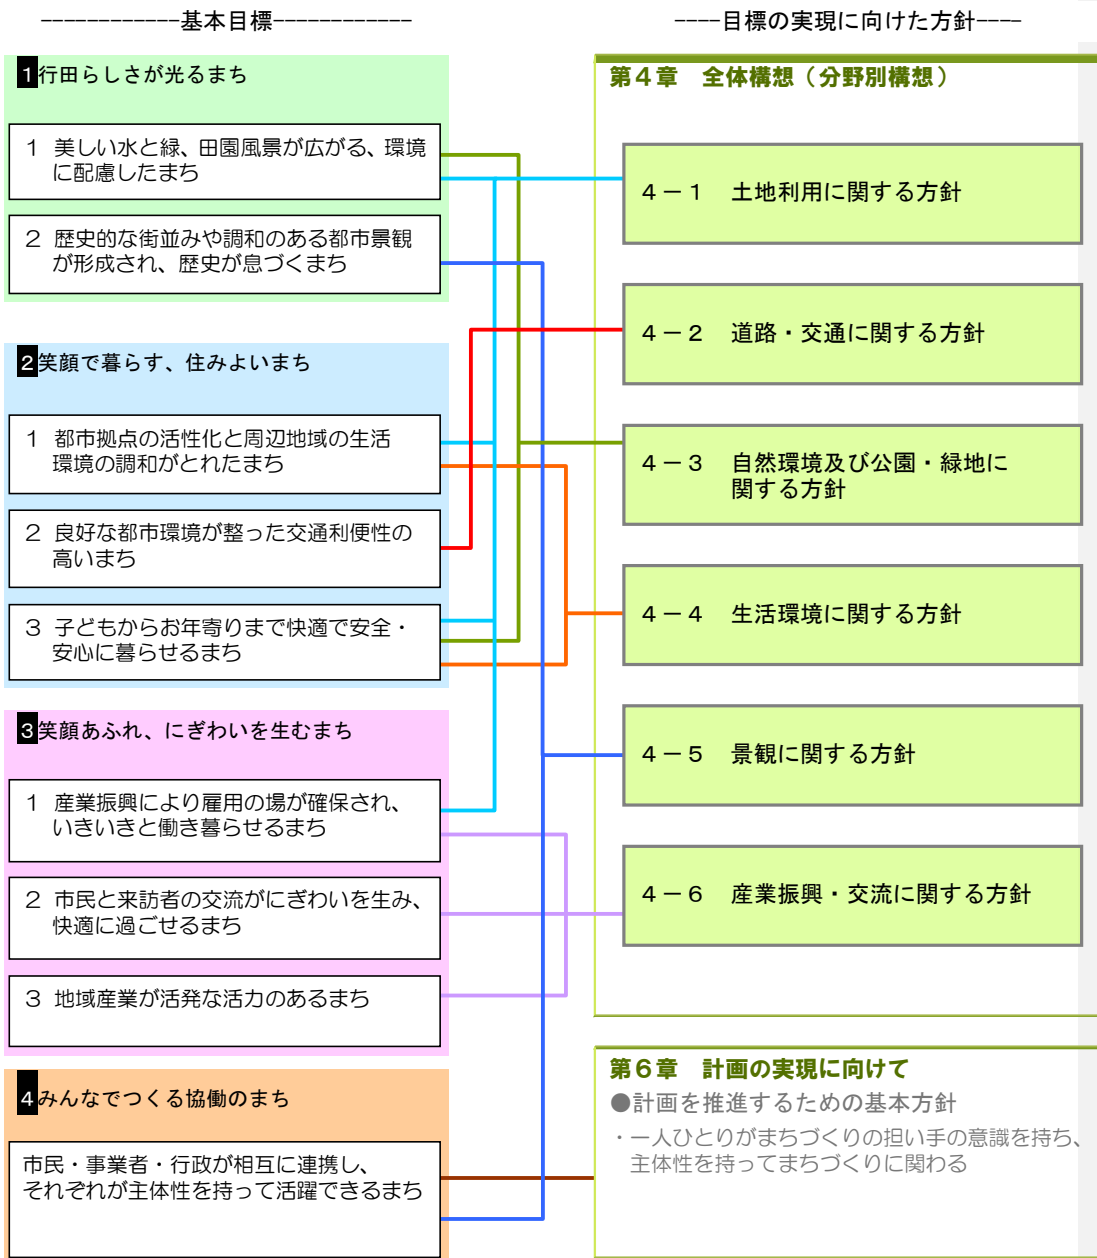 ------------基本目標------------
1行田らしさが光るまち
1 美しい水と緑、田園風景が広がる、環境
に配慮したまち
2 歴史的な街並みや調和のある都市景観
が形成され、歴史が息づくまち
2笑顔で暮らす、住みよいまち
1 都市拠点の活性化と周辺地域の生活
環境の調和がとれたまち
2 良好な都市環境が整った交通利便性の
高いまち
3 子どもからお年寄りまで快適で安全・
安心に暮らせるまち
3笑顔あふれ、にぎわいを生むまち
1 産業振興により雇用の場が確保され、
いきいきと働き暮らせるまち
2 市民と来訪者の交流がにぎわいを生み、
快適に過ごせるまち
3 地域産業が活発な活力のあるまち
4みんなでつくる協働のまち
市民・事業者・行政が相互に連携し、
それぞれが主体性を持って活躍できるまち
----目標の実現に向けた方針----
第4章 全体構想(分野別構想)
4-1 土地利用に関する方針
4-2 道路・交通に関する方針
4-3 自然環境及び公園・緑地に
関する方針
4-4 生活環境に関する方針
4-5 景観に関する方針
4-6 産業振興・交流に関する方針
第6章 計画の実現に向けて
●計画を推進するための基本方針
・一人ひとりがまちづくりの担い手の意識を持ち、
主体性を持ってまちづくりに関わる